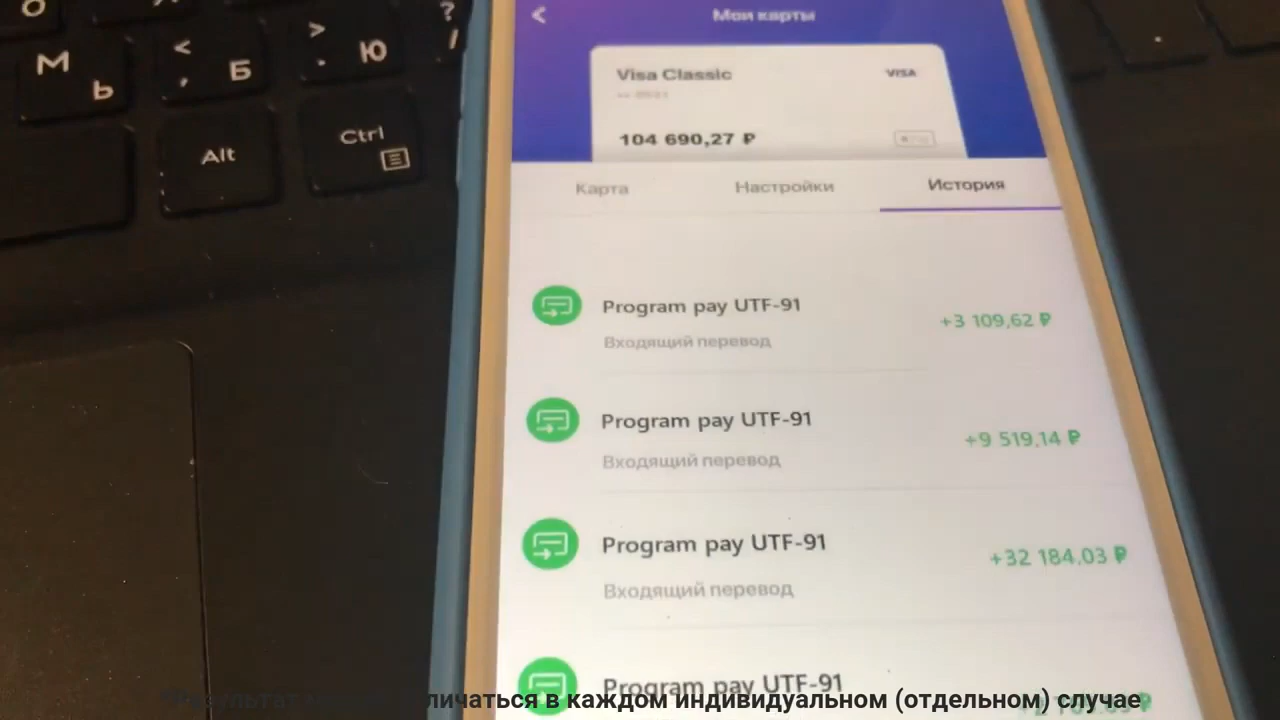 О
М
Ь
<
,
Б
>
.
Ю
?
/
Alt
Ctrl
Мои карты
Visa Classic
VISA
104 690,27 ₽
Карта
Настройки
История
Program pay UTF-91
+3 109,62 ₽
Входящий перевод
Program pay UTF-91
+9 519,14 ₽
Входящий перевод
Program pay UTF-91
+32 184,03 ₽
Входящий перевод
Program pay UTF-91
*Результат в каждом индивидуальном (отдельном) случае